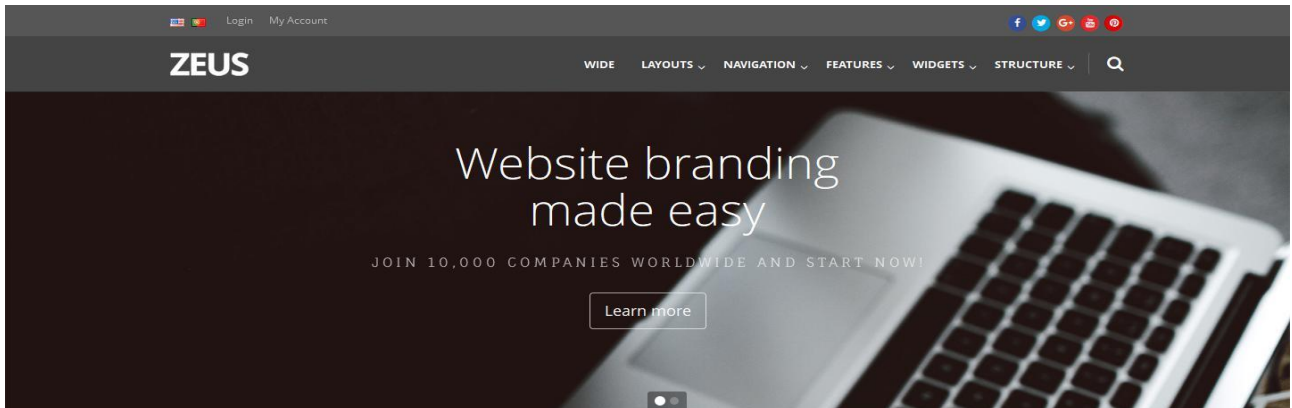 Login My Account
ZEUS
WIDE LAYOUTS NAVIGATION FEATURES WIDGETS STRUCTURE
Website branding
made easy
JOIN 10,000 COMPANIES WORLDWIDE AND START NOW!
Learn more